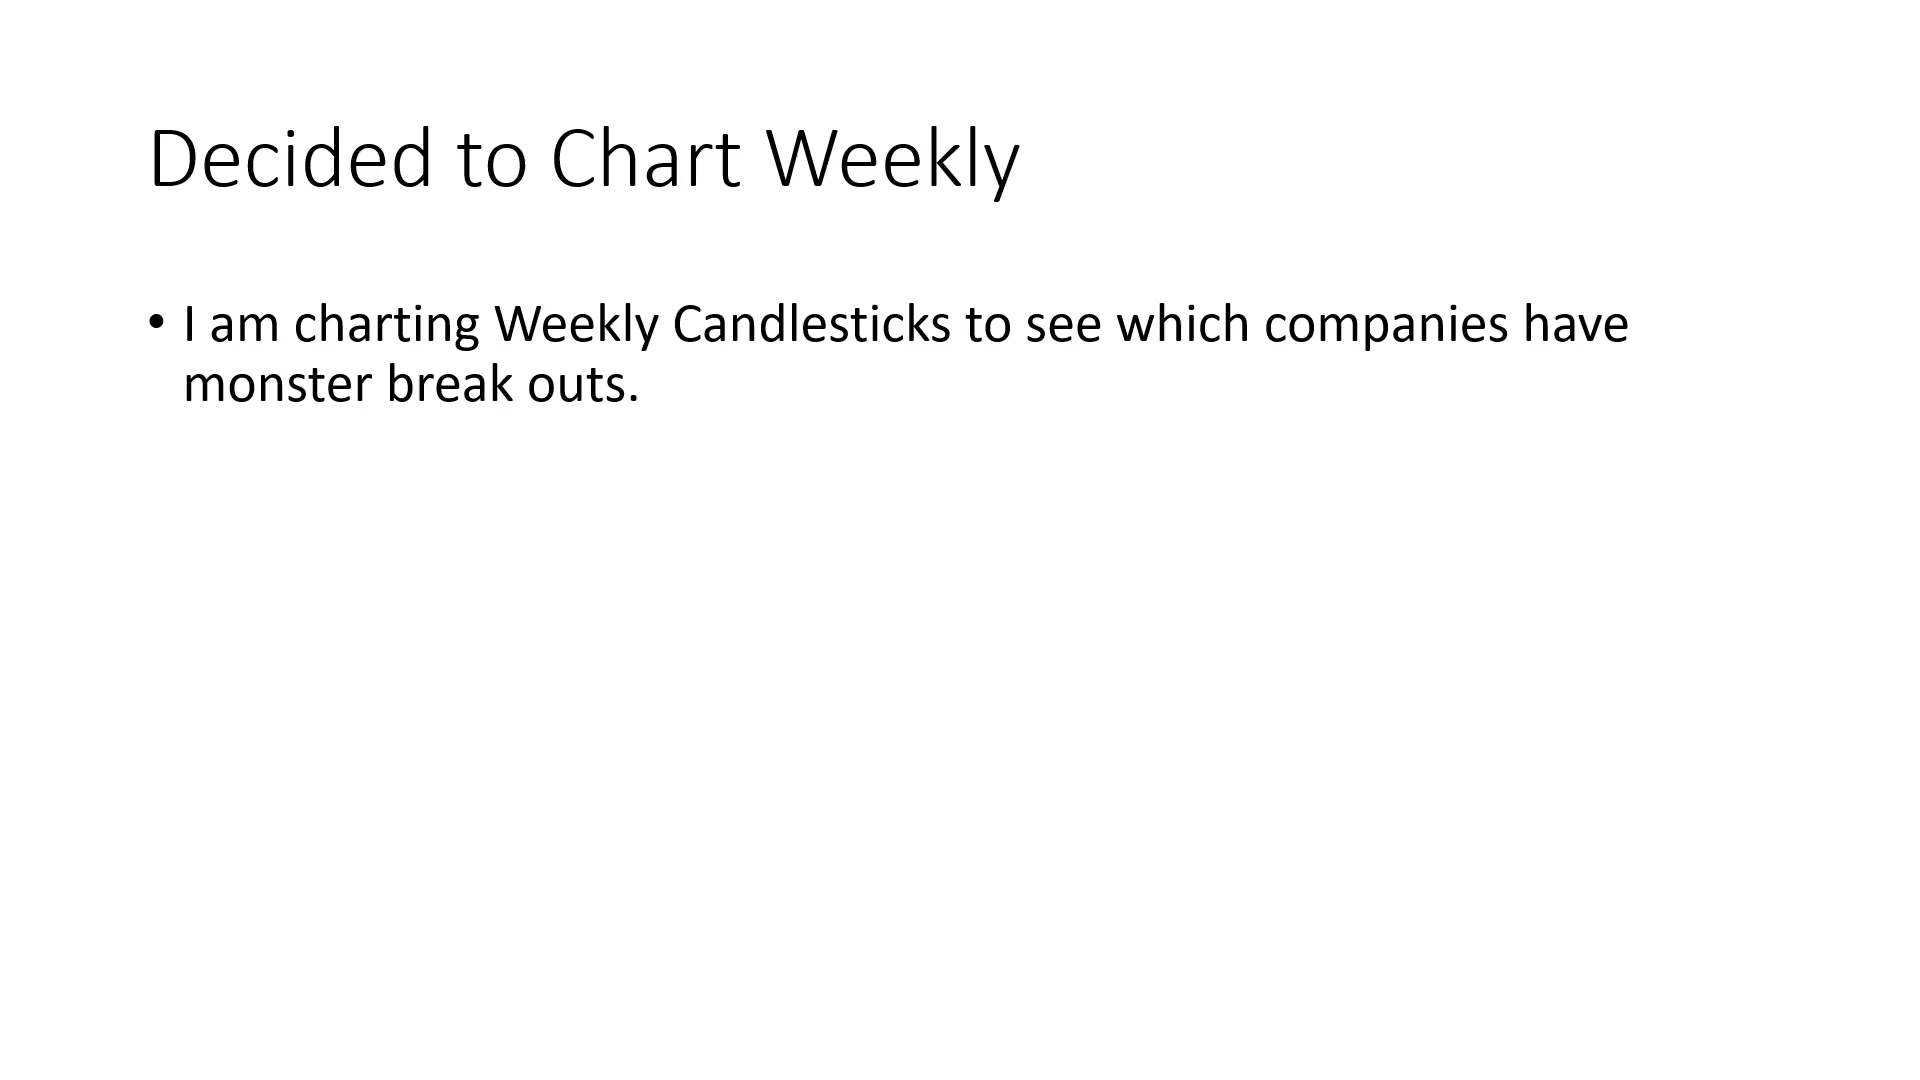 Decided to Chart Weekly
• I am charting Weekly Candlesticks to see which companies have
monster break outs.